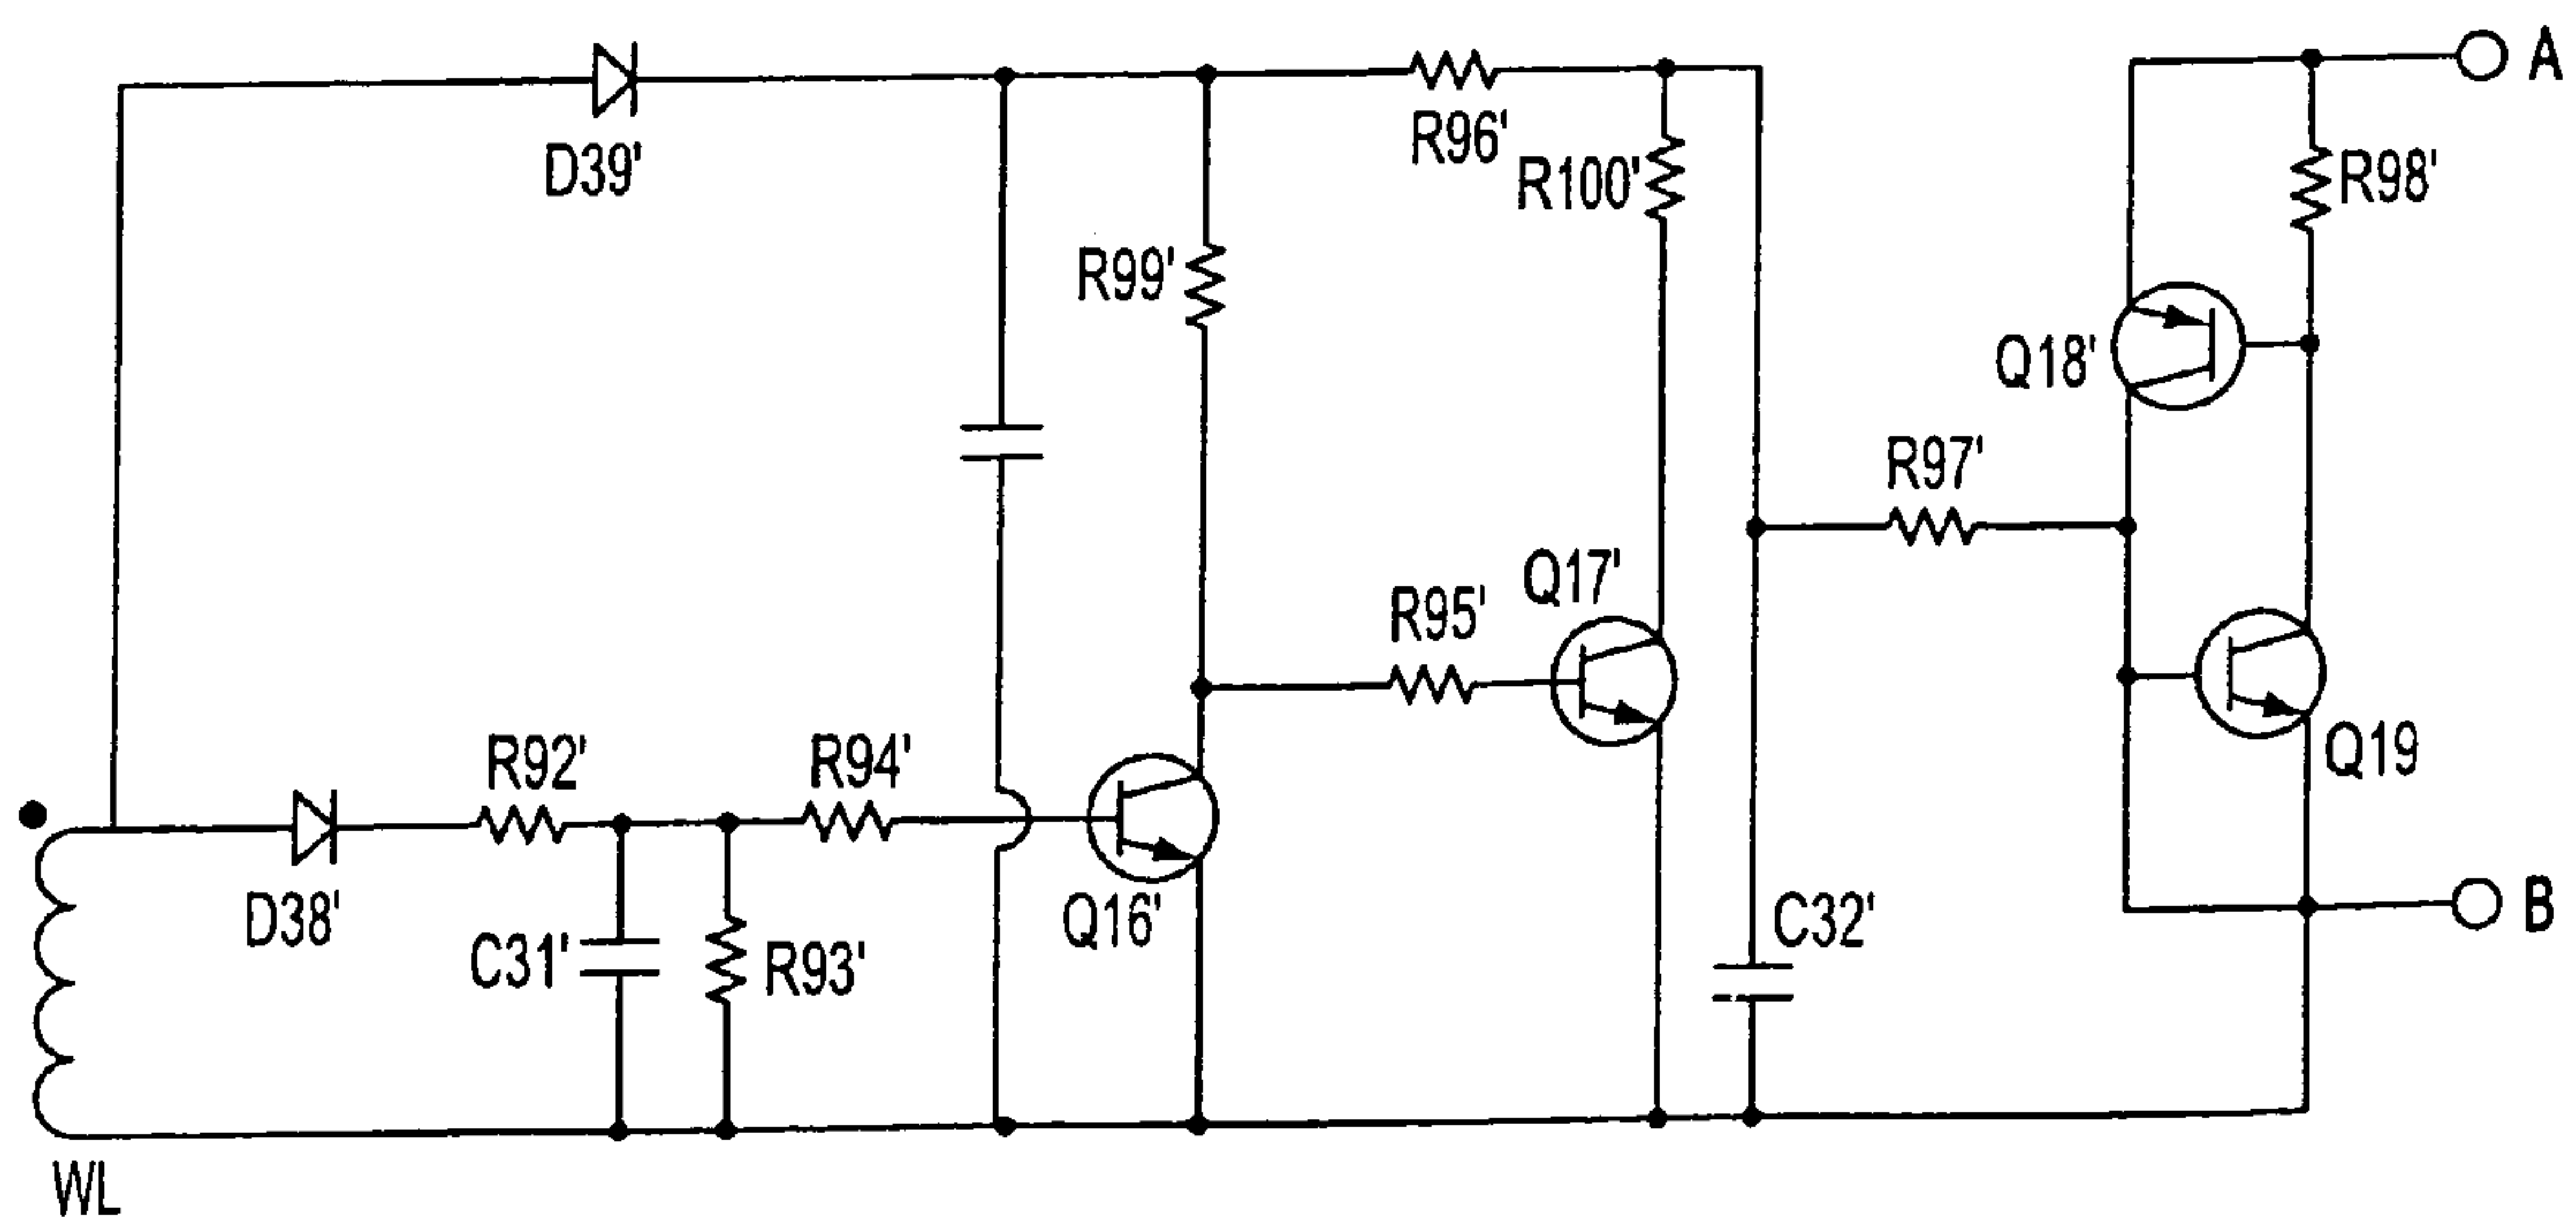 A
D39'
R96'
R100'
R98'
R99'
Q18'
R97'
Q17'
R95'
R92'
R94'
Q19
D38'
C31'
R93'
Q16'
C32'
B
WL